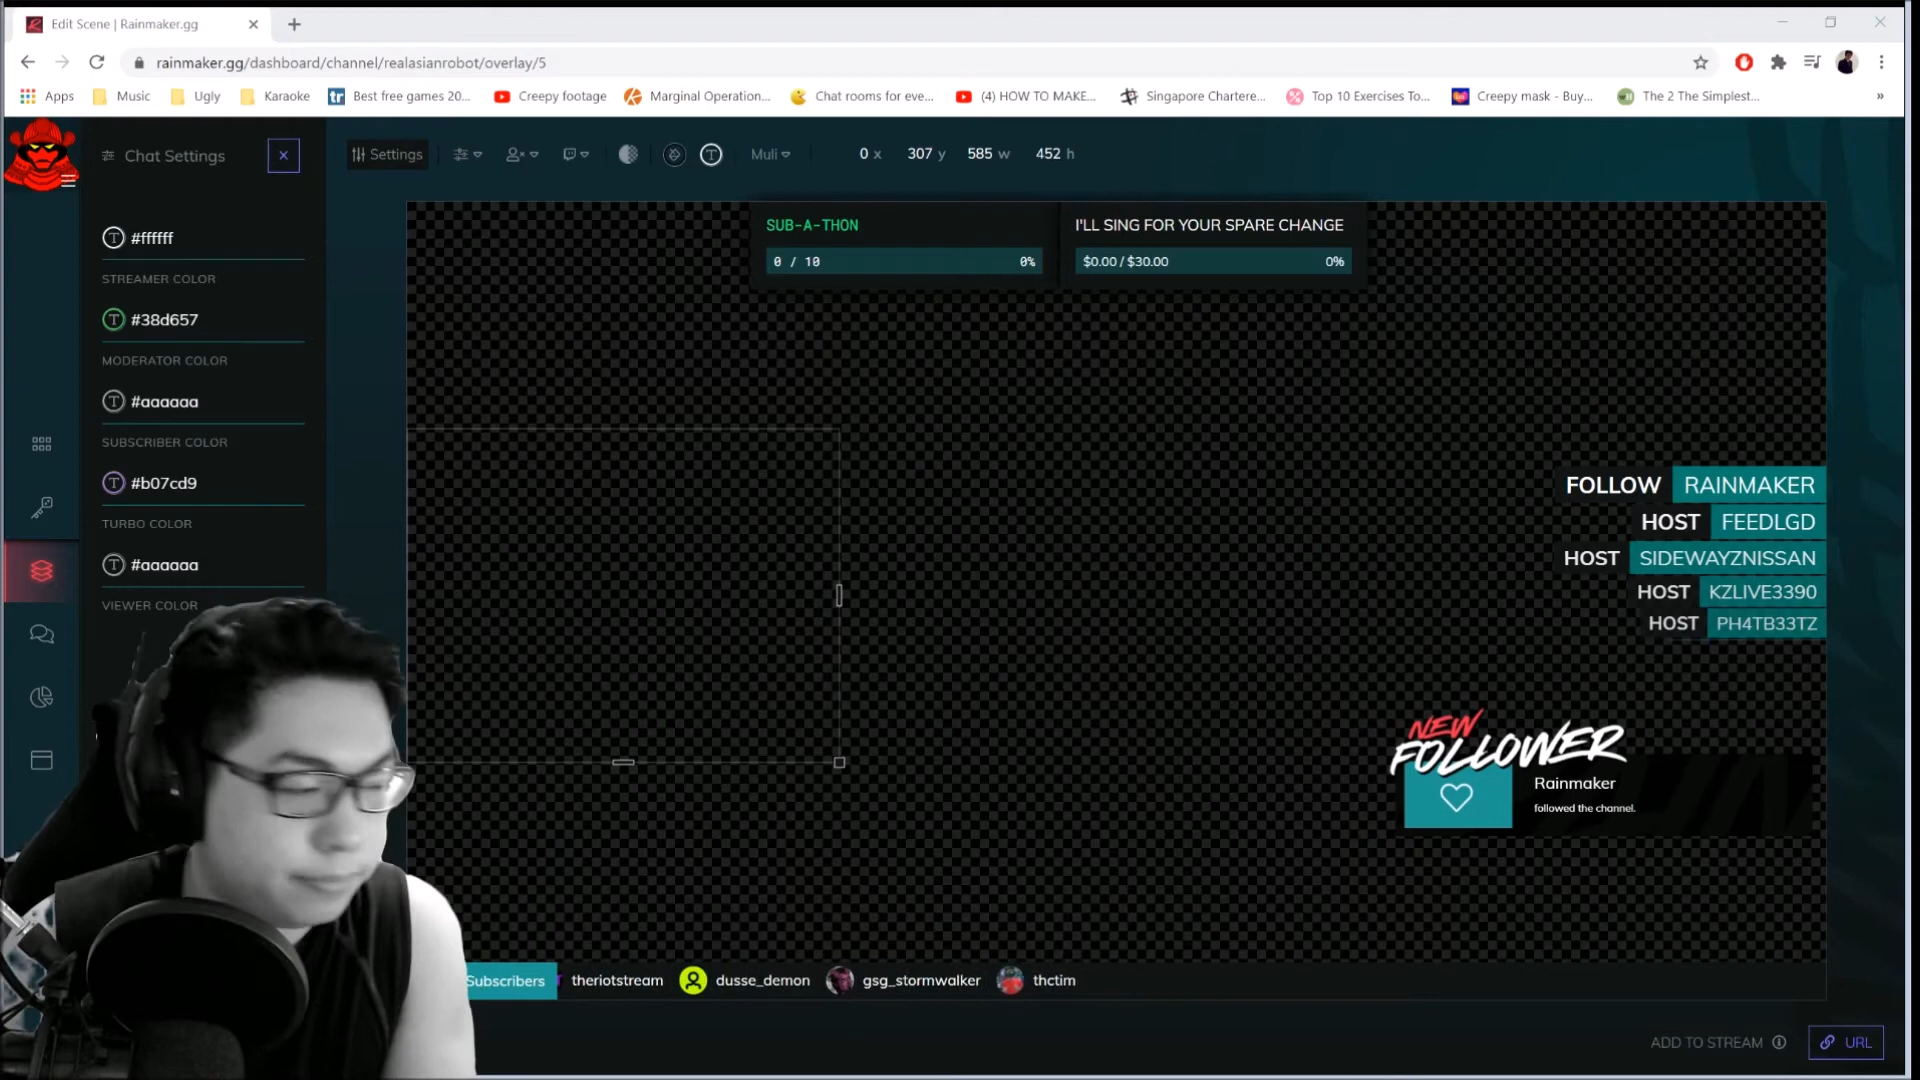 Edit Scene | Rainmaker.gg
rainmaker.gg/dashboard/channel/realasianrobot/overlay/5
Apps
Music
Ugly
Karaoke
Best free games 20...
Creepy footage
Marginal Operation...
Chat rooms for eve...
(4) HOW TO MAKE...
Singapore Chartere...
Top 10 Exercises To...
Creepy mask - Buy...
The 2 The Simplest...
»
Chat Settings
Settings
Muli
0 x
307 y
585 w
452 h
#ffffff
STREAMER COLOR
#38d657
MODERATOR COLOR
#aaaaaa
SUBSCRIBER COLOR
#b07cd9
TURBO COLOR
#aaaaaa
VIEWER COLOR
SUB-A-THON
0 / 10
0%
I'LL SING FOR YOUR SPARE CHANGE
$0.00 / $30.00
0%
FOLLOW RAINMAKER
HOST FEEDLGD
HOST SIDEWAYZNISSAN
HOST KZLIVE3390
HOST PH4TB33TZ
NEW
FOLLOWER
Rainmaker
followed the channel.
Subscribers
theriotstream
dusse_demon
gsg_stormwalker
thctim
ADD TO STREAM
URL